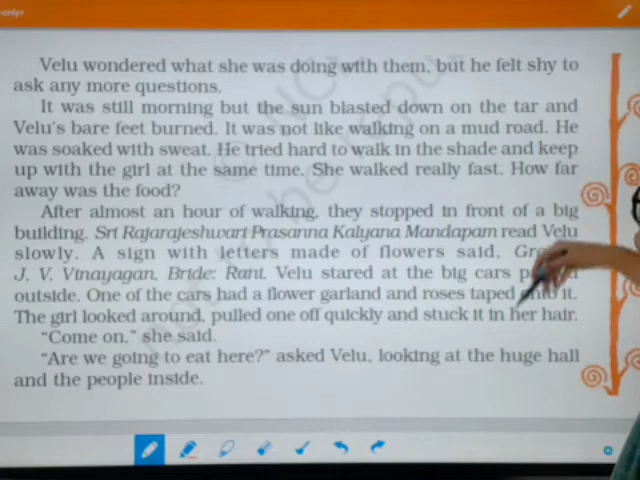 -only»
Velu wondered what she was doing with them, but he felt shy to
ask any more questions.
It was still morning but the sun blasted down on the tar and
Velu's bare feet burned. It was not like walking on a mud road. He
was soaked with sweat. He tried hard to walk in the shade and keep
up with the girl at the same time. She walked really fast. How far
away was the food?
After almost an hour of walking, they stopped in front of a big
building. Sri Rajarajeshwari Prasanna Kalyana Mandapam read Velu
slowly. A sign with letters made of flowers said,
J. V. Vinayagan, Bride: Rani. Velu stared at the big cars
outside. One of the cars had a flower garland and roses taped onto it.
The girl looked around, pulled one off quickly and stuck it in her hair.
"Come on," she said.
"Are we going to eat here?" asked Velu, looking at the huge hall
and the people inside.